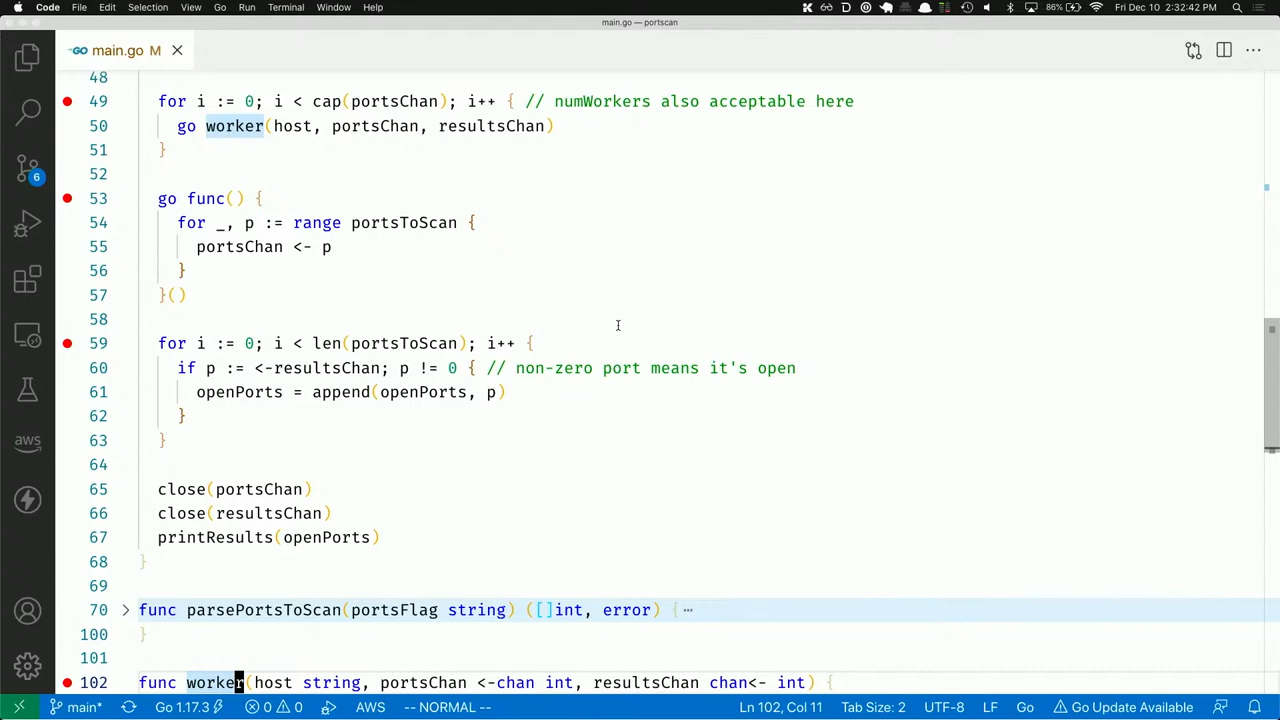 Code File Edit Selection View Go Run Terminal Window Help 86% Fri Dec 10 2:32:42 PM
main.go — portscan
main.go M
48
49 for i := 0; i < cap(portsChan); i++ { // numWorkers also acceptable here
50 go worker(host, portsChan, resultsChan)
51 }
52
53 go func() {
54 for _, p := range portsToScan {
55 portsChan <- p
56 }
57 }()
58
59 for i := 0; i < len(portsToScan); i++ {
60 if p := <-resultsChan; p != 0 { // non-zero port means it's open
61 openPorts = append(openPorts, p)
62 }
63 }
64
65 close(portsChan)
66 close(resultsChan)
67 printResults(openPorts)
68 }
69
70 func parsePortsToScan(portsFlag string) ([]int, error) { ⋯
100 }
101
102 func worker(host string, portsChan <-chan int, resultsChan chan<- int) {
6
aws
main* Go 1.17.3 0 0 AWS -- NORMAL -- Ln 102, Col 11 Tab Size: 2 UTF-8 LF Go Go Update Available